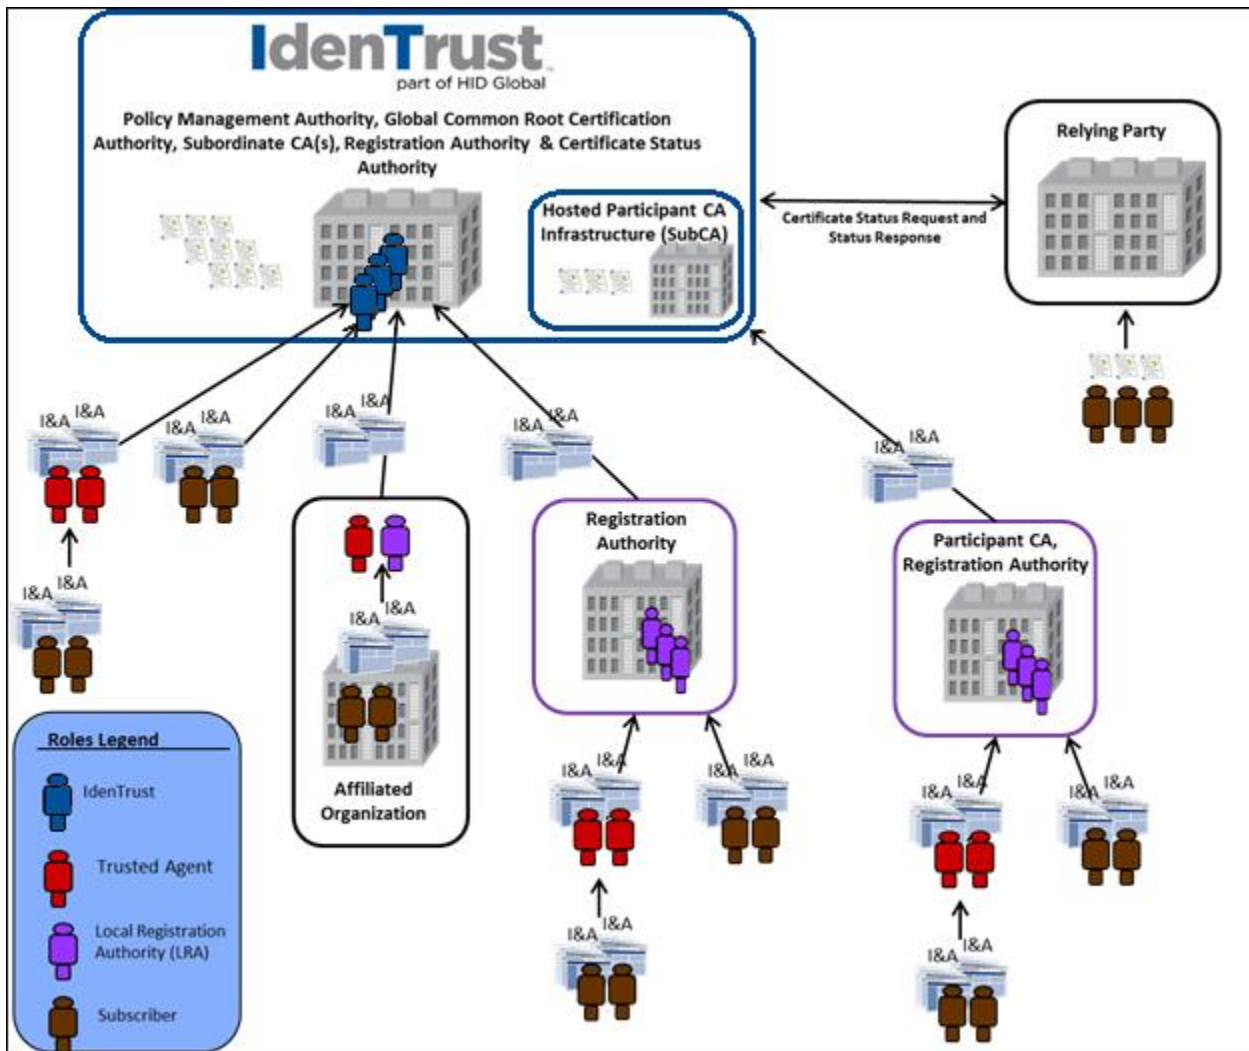 IdenTrust
part of HID Global
Policy Management Authority, Global Common Root Certification
Authority, Subordinate CA(s), Registration Authority & Certificate Status
Authority
Hosted Participant CA
Infrastructure (SubCA)
Certificate Status Request and
Status Response
Relying Party
I&A
I&A
I&A
I&A
I&A
I&A
I&A
I&A
I&A
I&A
I&A
I&A
Registration
Authority
Participant CA,
Registration Authority
I&A
I&A
Affiliated
Organization
I&A
I&A
I&A
I&A
I&A
I&A
I&A
I&A
I&A
I&A
I&A
I&A
Roles Legend
IdenTrust
Trusted Agent
Local Registration
Authority (LRA)
Subscriber